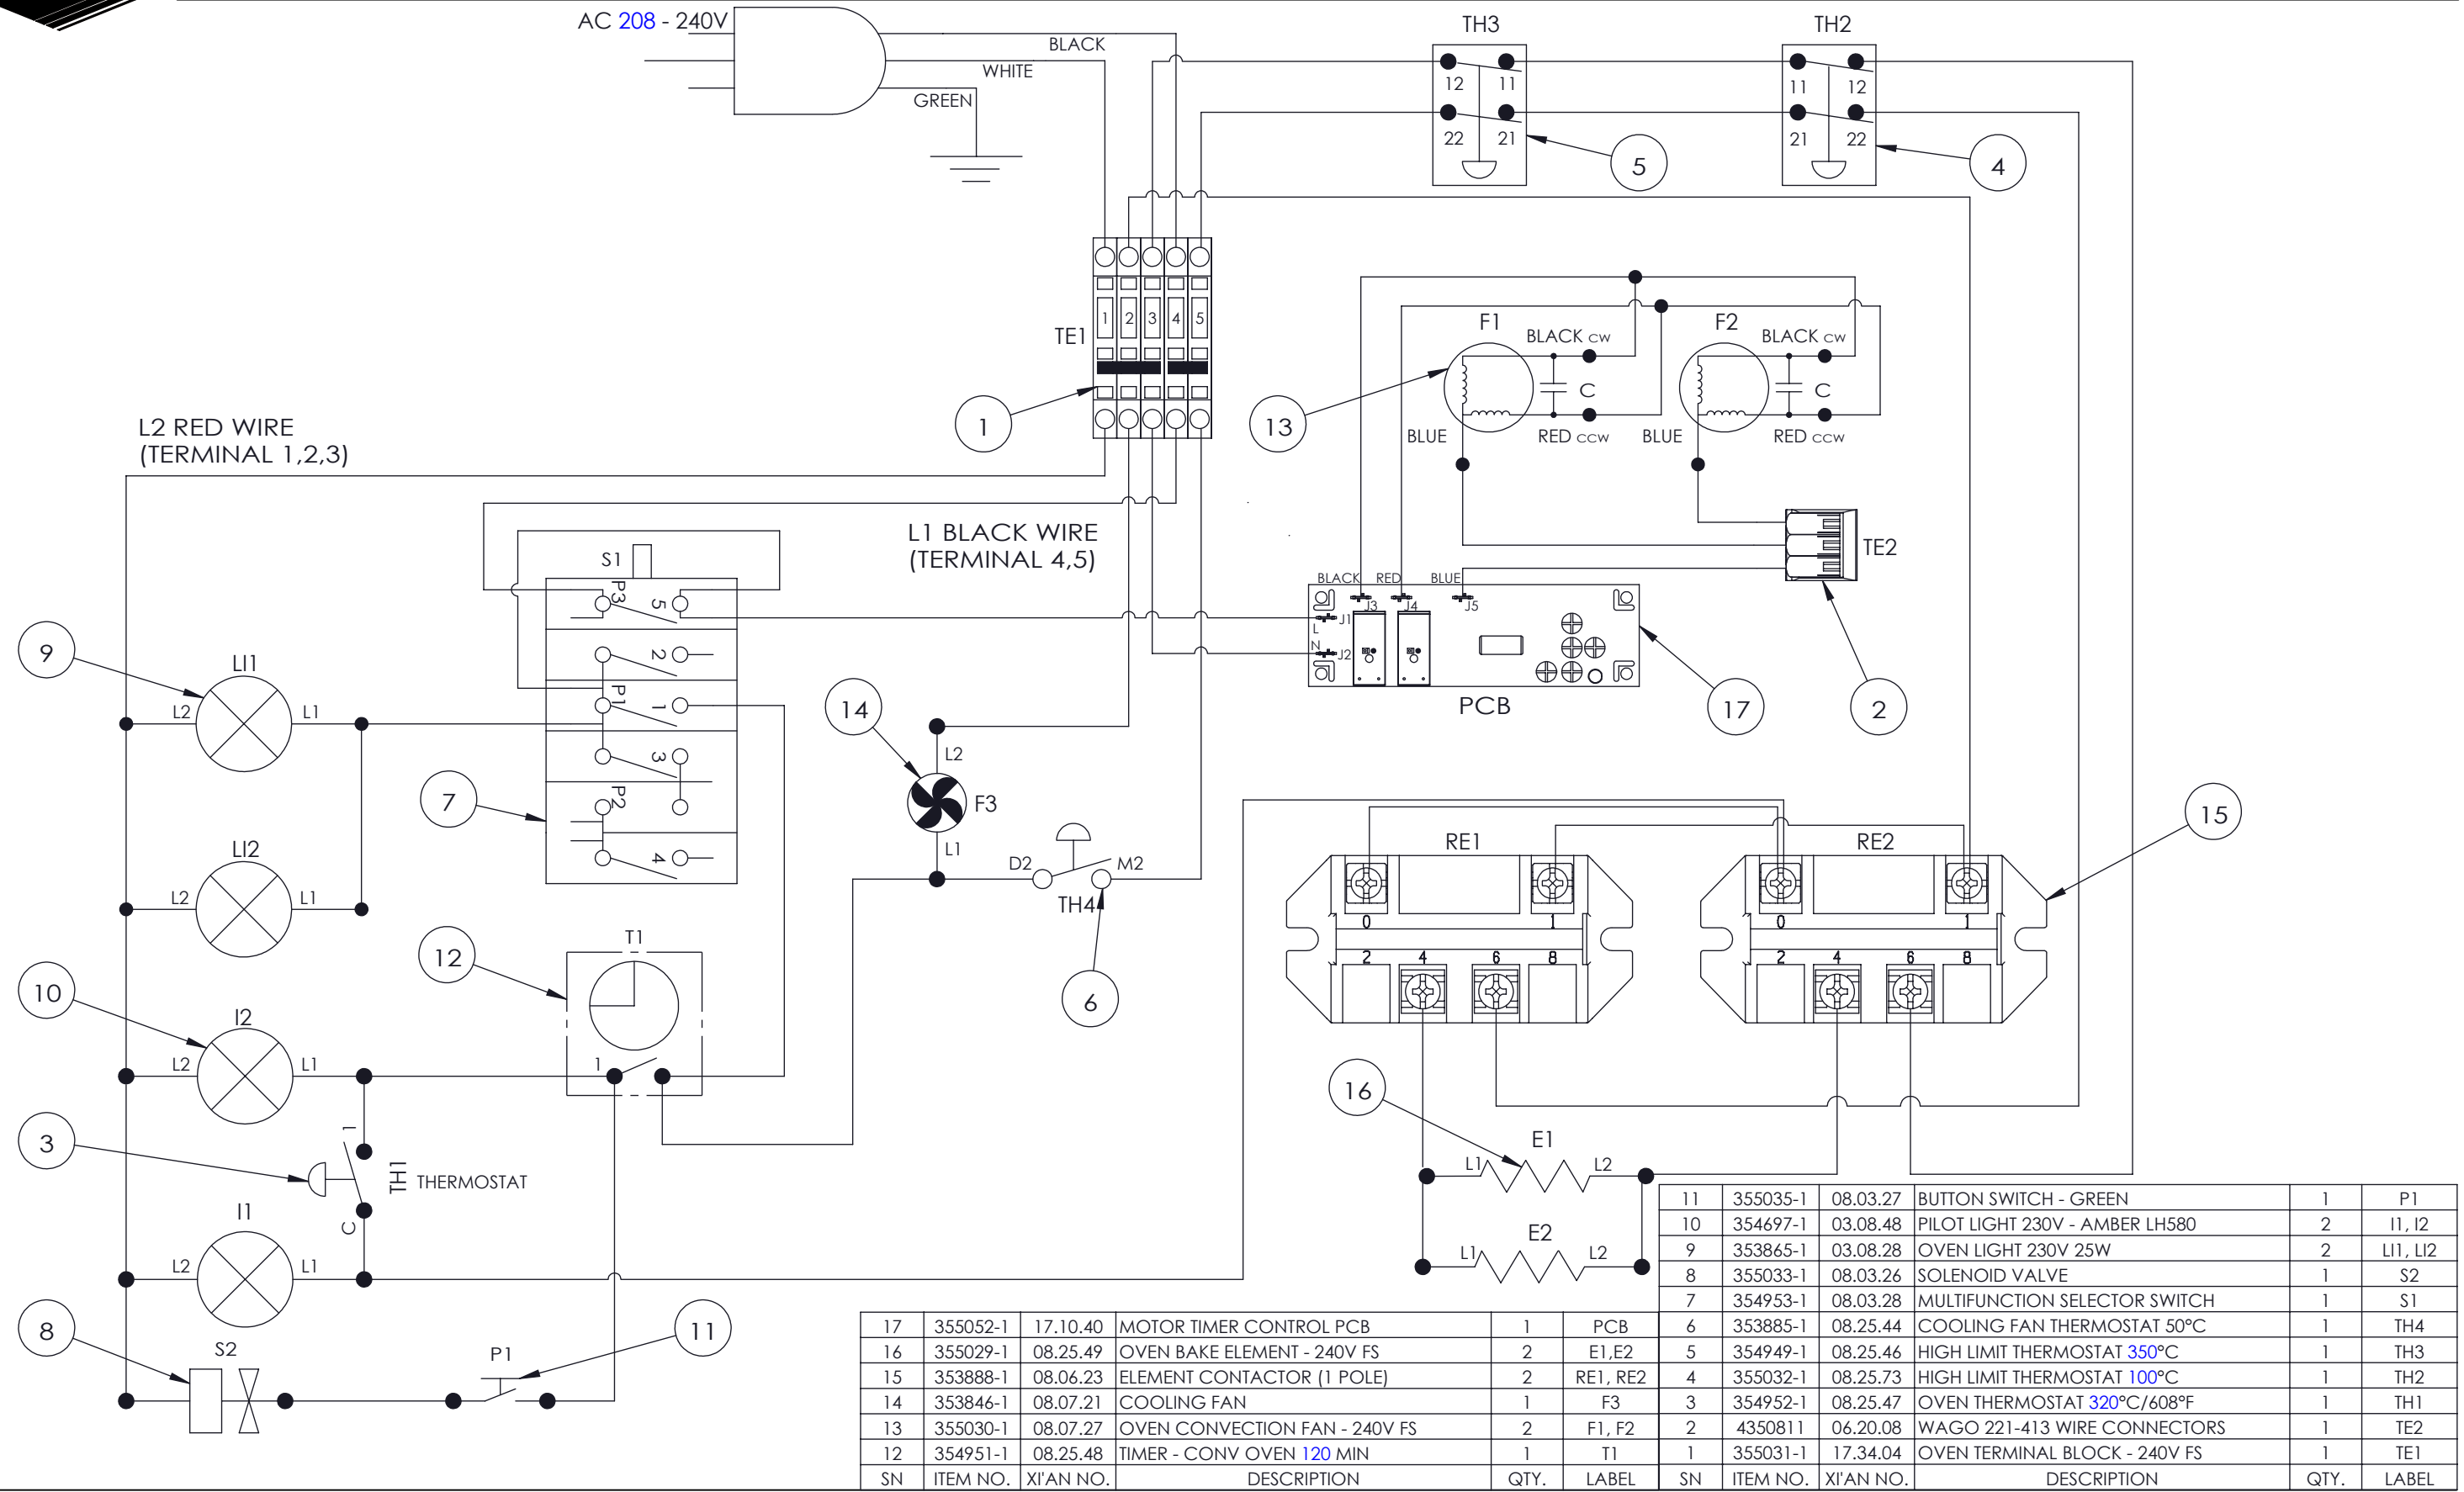 AC 208 - 240V
BLACK
WHITE
GREEN
TH3
TH2
12 11
11 12
22 21
21 22
5
4
TE1
1 2 3 4 5
1
F1
BLACK CW
F2
BLACK CW
C
C
13
BLUE
RED CCW
BLUE
RED CCW
L2 RED WIRE
(TERMINAL 1,2,3)
L1 BLACK WIRE
(TERMINAL 4,5)
TE2
2
S1
P3
5
2
P1
1
3
P2
4
7
BLACK RED BLUE
J3 J4 J5
L J1
N J2
PCB
17
9
LI1
L2 L1
LI2
L2 L1
14
L2
F3
L1
D2 M2
TH4
6
15
RE1
RE2
0 1
0 1
2 4 6 8
2 4 6 8
12
T1
1
10
I2
L2 L1
3
1
TH1
THERMOSTAT
C
I1
L2 L1
16
E1
L1 L2
E2
L1 L2
8
S2
P1
11
17 355052-1 17.10.40 MOTOR TIMER CONTROL PCB 1 PCB
16 355029-1 08.25.49 OVEN BAKE ELEMENT - 240V FS 2 E1,E2
15 353888-1 08.06.23 ELEMENT CONTACTOR (1 POLE) 2 RE1, RE2
14 353846-1 08.07.21 COOLING FAN 1 F3
13 355030-1 08.07.27 OVEN CONVECTION FAN - 240V FS 2 F1, F2
12 354951-1 08.25.48 TIMER - CONV OVEN 120 MIN 1 T1
SN ITEM NO. XI'AN NO. DESCRIPTION QTY. LABEL
11 355035-1 08.03.27 BUTTON SWITCH - GREEN 1 P1
10 354697-1 03.08.48 PILOT LIGHT 230V - AMBER LH580 2 I1, I2
9 353865-1 03.08.28 OVEN LIGHT 230V 25W 2 LI1, LI2
8 355033-1 08.03.26 SOLENOID VALVE 1 S2
7 354953-1 08.03.28 MULTIFUNCTION SELECTOR SWITCH 1 S1
6 353885-1 08.25.44 COOLING FAN THERMOSTAT 50°C 1 TH4
5 354949-1 08.25.46 HIGH LIMIT THERMOSTAT 350°C 1 TH3
4 355032-1 08.25.73 HIGH LIMIT THERMOSTAT 100°C 1 TH2
3 354952-1 08.25.47 OVEN THERMOSTAT 320°C/608°F 1 TH1
2 4350811 06.20.08 WAGO 221-413 WIRE CONNECTORS 1 TE2
1 355031-1 17.34.04 OVEN TERMINAL BLOCK - 240V FS 1 TE1
SN ITEM NO. XI'AN NO. DESCRIPTION QTY. LABEL